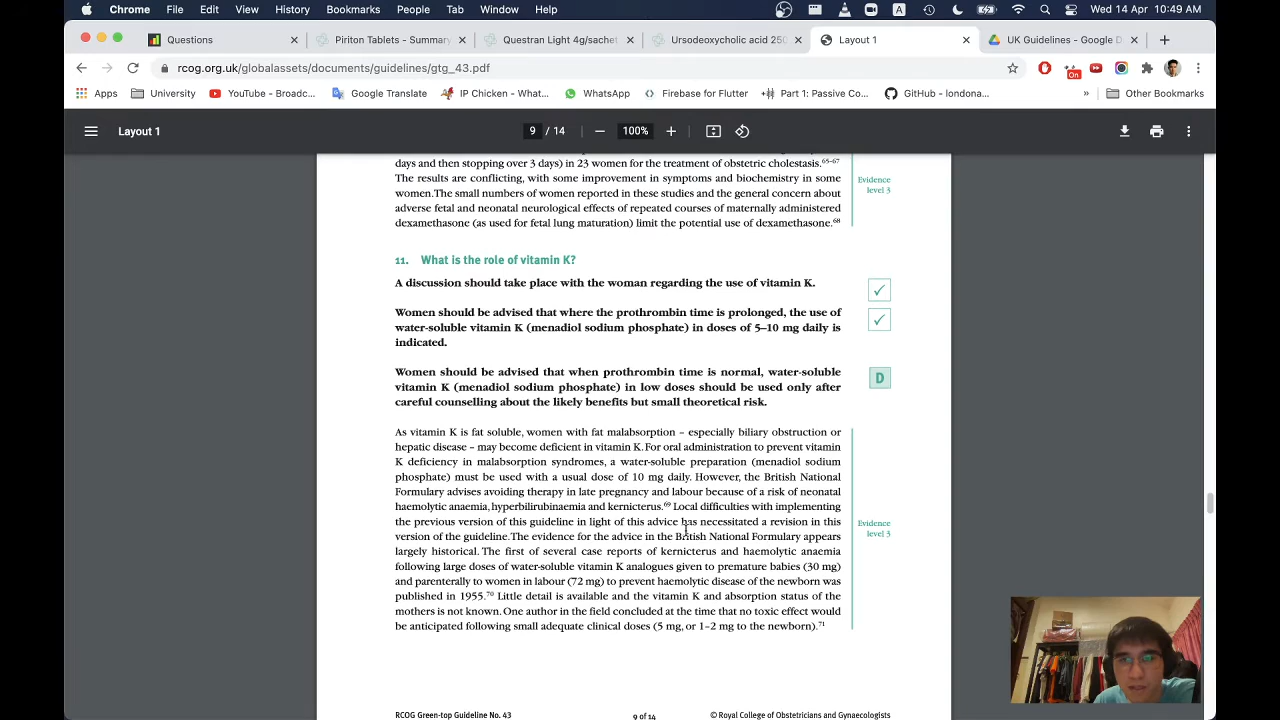 Chrome File Edit View History Bookmarks People Tab Window Help Wed 14 Apr 10:49 AM
Questions
Piriton Tablets - Summary
Questran Light 4g/sachet
Ursodeoxycholic acid 250
Layout 1
UK Guidelines - Google D
rcog.org.uk/globalassets/documents/guidelines/gtg_43.pdf
On
Apps University YouTube - Broadc... Google Translate IP Chicken - What... WhatsApp Firebase for Flutter Part 1: Passive Co... GitHub - londona... » Other Bookmarks
Layout 1 9 / 14 100%
days and then stopping over 3 days) in 23 women for the treatment of obstetric cholestasis.65–67
The results are conflicting, with some improvement in symptoms and biochemistry in some
women.The small numbers of women reported in these studies and the general concern about
adverse fetal and neonatal neurological effects of repeated courses of maternally administered
dexamethasone (as used for fetal lung maturation) limit the potential use of dexamethasone.68
Evidence
level 3
11. What is the role of vitamin K?
A discussion should take place with the woman regarding the use of vitamin K.
Women should be advised that where the prothrombin time is prolonged, the use of
water-soluble vitamin K (menadiol sodium phosphate) in doses of 5–10 mg daily is
indicated.
Women should be advised that when prothrombin time is normal, water-soluble
vitamin K (menadiol sodium phosphate) in low doses should be used only after
careful counselling about the likely benefits but small theoretical risk.
D
As vitamin K is fat soluble, women with fat malabsorption – especially biliary obstruction or
hepatic disease – may become deficient in vitamin K. For oral administration to prevent vitamin
K deficiency in malabsorption syndromes, a water-soluble preparation (menadiol sodium
phosphate) must be used with a usual dose of 10 mg daily. However, the British National
Formulary advises avoiding therapy in late pregnancy and labour because of a risk of neonatal
haemolytic anaemia, hyperbilirubinaemia and kernicterus.69 Local difficulties with implementing
the previous version of this guideline in light of this advice has necessitated a revision in this
version of the guideline. The evidence for the advice in the British National Formulary appears
largely historical. The first of several case reports of kernicterus and haemolytic anaemia
following large doses of water-soluble vitamin K analogues given to premature babies (30 mg)
and parenterally to women in labour (72 mg) to prevent haemolytic disease of the newborn was
published in 1955.70 Little detail is available and the vitamin K and absorption status of the
mothers is not known. One author in the field concluded at the time that no toxic effect would
be anticipated following small adequate clinical doses (5 mg, or 1–2 mg to the newborn).71
Evidence
level 3
RCOG Green-top Guideline No. 43 9 of 14 © Royal College of Obstetricians and Gynaecologists